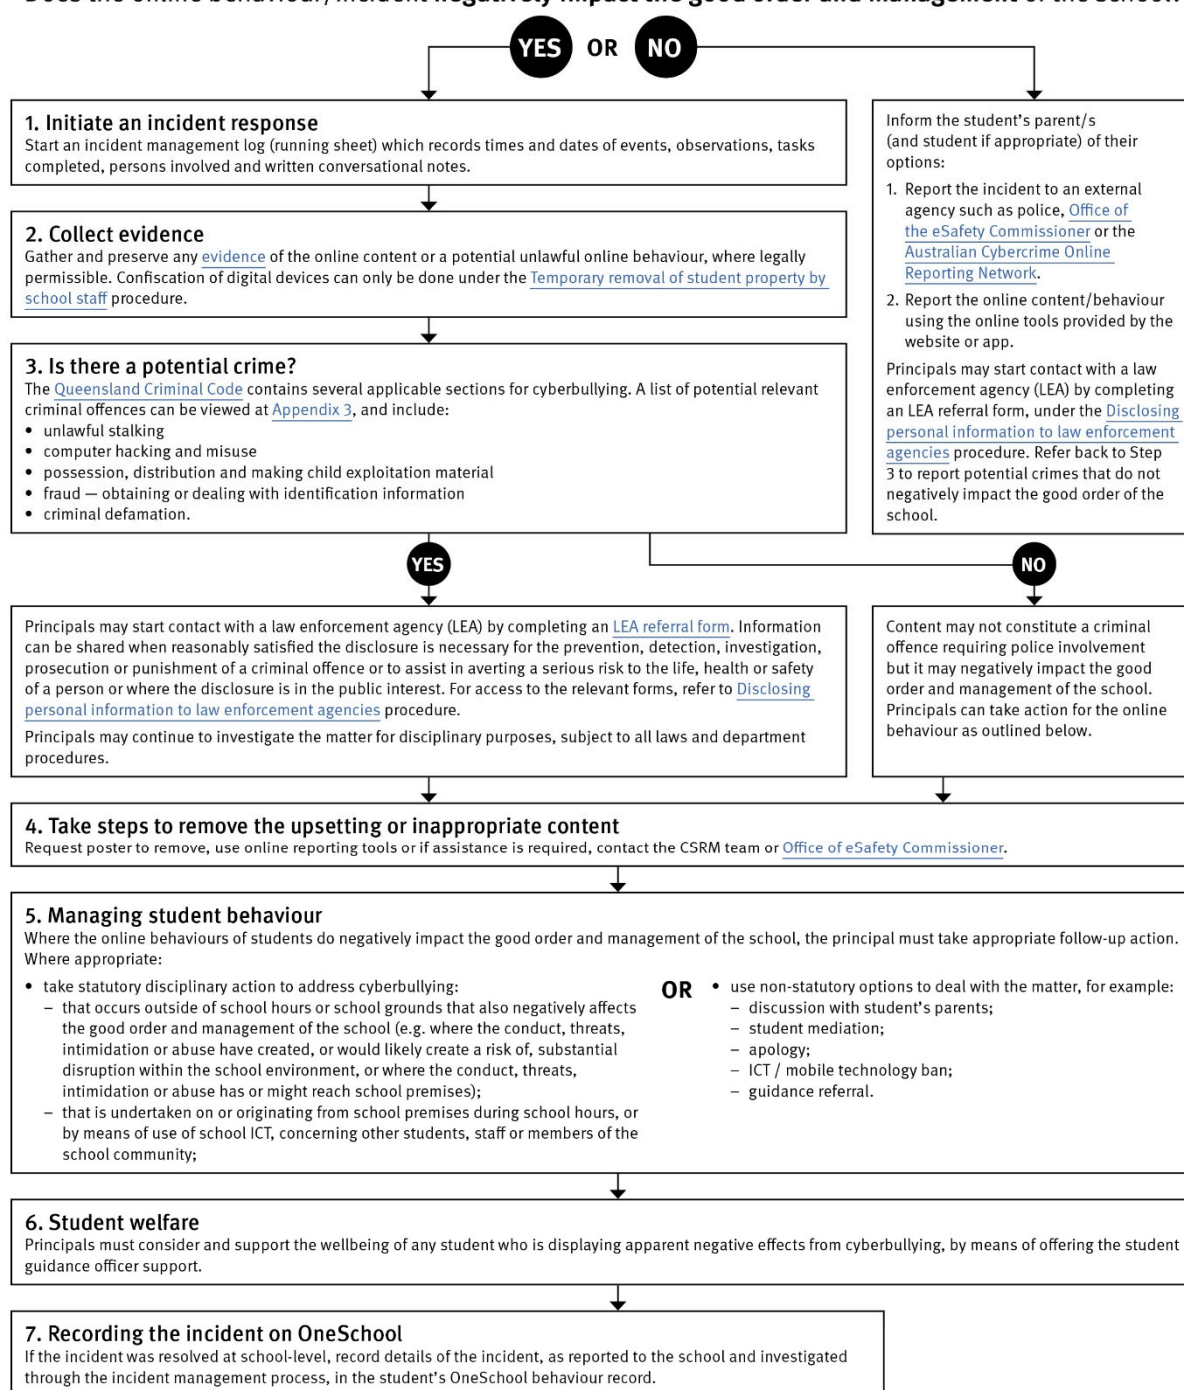 Does the online behaviour/incident negatively impact the good order and management of the school?
YES OR NO
1. Initiate an incident response
Start an incident management log (running sheet) which records times and dates of events, observations, tasks
completed, persons involved and written conversational notes.
2. Collect evidence
Gather and preserve any evidence of the online content or a potential unlawful online behaviour, where legally
permissible. Confiscation of digital devices can only be done under the Temporary removal of student property by
school staff procedure.
3. Is there a potential crime?
The Queensland Criminal Code contains several applicable sections for cyberbullying. A list of potential relevant
criminal offences can be viewed at Appendix 3, and include:
• unlawful stalking
• computer hacking and misuse
• possession, distribution and making child exploitation material
• fraud — obtaining or dealing with identification information
• criminal defamation.
Inform the student's parent/s
(and student if appropriate) of their
options:
1. Report the incident to an external
agency such as police, Office of
the eSafety Commissioner or the
Australian Cybercrime Online
Reporting Network.
2. Report the online content/behaviour
using the online tools provided by the
website or app.
Principals may start contact with a law
enforcement agency (LEA) by completing
an LEA referral form, under the Disclosing
personal information to law enforcement
agencies procedure. Refer back to Step
3 to report potential crimes that do not
negatively impact the good order of the
school.
YES
NO
Principals may start contact with a law enforcement agency (LEA) by completing an LEA referral form. Information
can be shared when reasonably satisfied the disclosure is necessary for the prevention, detection, investigation,
prosecution or punishment of a criminal offence or to assist in averting a serious risk to the life, health or safety
of a person or where the disclosure is in the public interest. For access to the relevant forms, refer to Disclosing
personal information to law enforcement agencies procedure.
Principals may continue to investigate the matter for disciplinary purposes, subject to all laws and department
procedures.
Content may not constitute a criminal
offence requiring police involvement
but it may negatively impact the good
order and management of the school.
Principals can take action for the online
behaviour as outlined below.
4. Take steps to remove the upsetting or inappropriate content
Request poster to remove, use online reporting tools or if assistance is required, contact the CSRM team or Office of eSafety Commissioner.
5. Managing student behaviour
Where the online behaviours of students do negatively impact the good order and management of the school, the principal must take appropriate follow-up action.
Where appropriate:
• take statutory disciplinary action to address cyberbullying:
– that occurs outside of school hours or school grounds that also negatively affects
the good order and management of the school (e.g. where the conduct, threats,
intimidation or abuse have created, or would likely create a risk of, substantial
disruption within the school environment, or where the conduct, threats,
intimidation or abuse has or might reach school premises);
– that is undertaken on or originating from school premises during school hours, or
by means of use of school ICT, concerning other students, staff or members of the
school community;
OR
• use non-statutory options to deal with the matter, for example:
– discussion with student's parents;
– student mediation;
– apology;
– ICT / mobile technology ban;
– guidance referral.
6. Student welfare
Principals must consider and support the wellbeing of any student who is displaying apparent negative effects from cyberbullying, by means of offering the student
guidance officer support.
7. Recording the incident on OneSchool
If the incident was resolved at school-level, record details of the incident, as reported to the school and investigated
through the incident management process, in the student's OneSchool behaviour record.